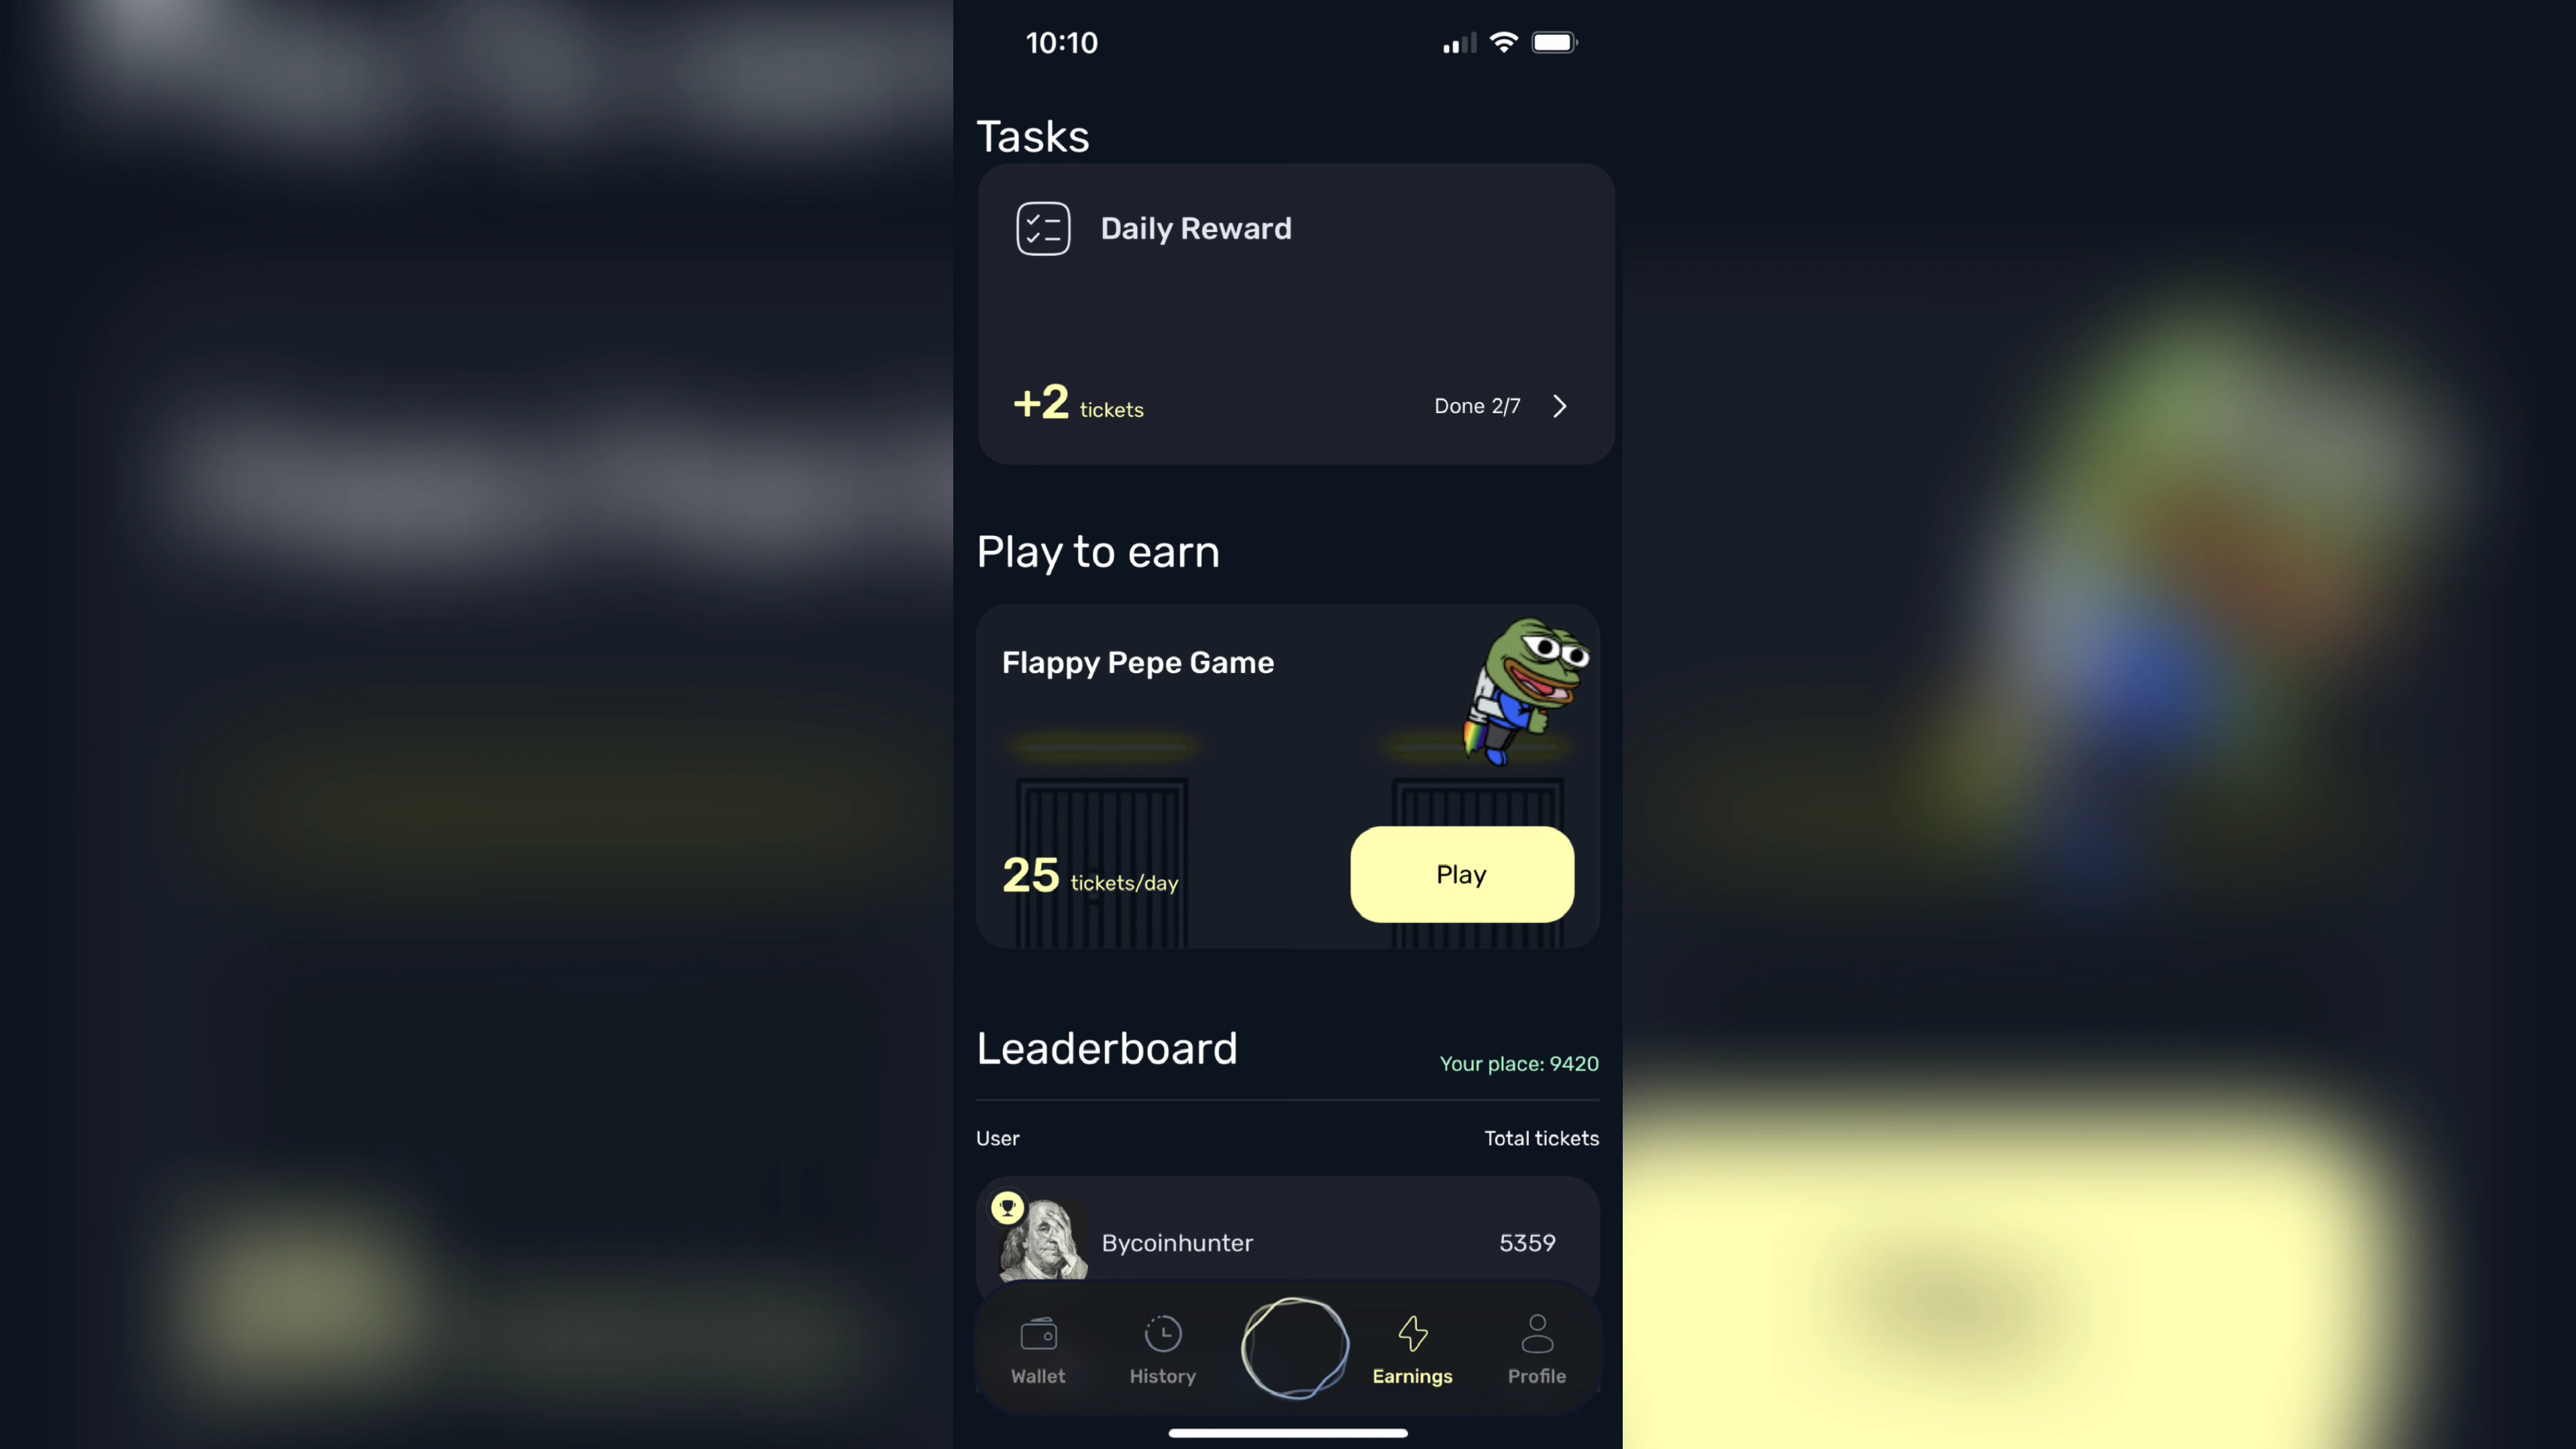 10:10
Tasks
Daily Reward
+2 tickets
Done 2/7
Play to earn
Flappy Pepe Game
25 tickets/day
Play
Leaderboard
Your place: 9420
User
Total tickets
Bycoinhunter
5359
Wallet
History
Earnings
Profile